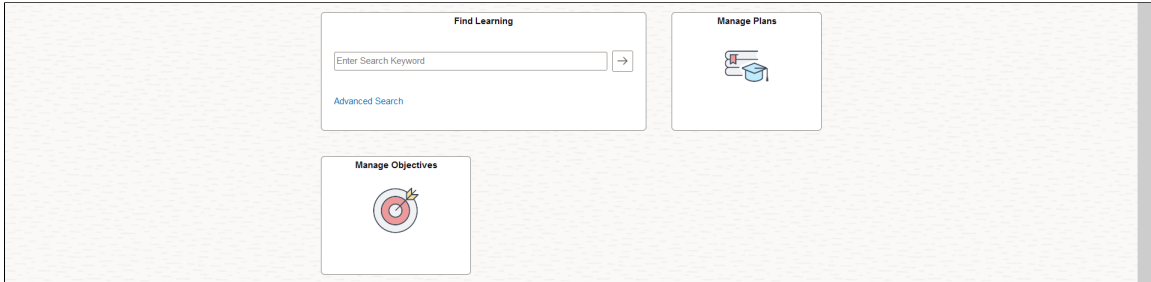 Find Learning
Manage Plans
Enter Search Keyword
Advanced Search
Manage Objectives